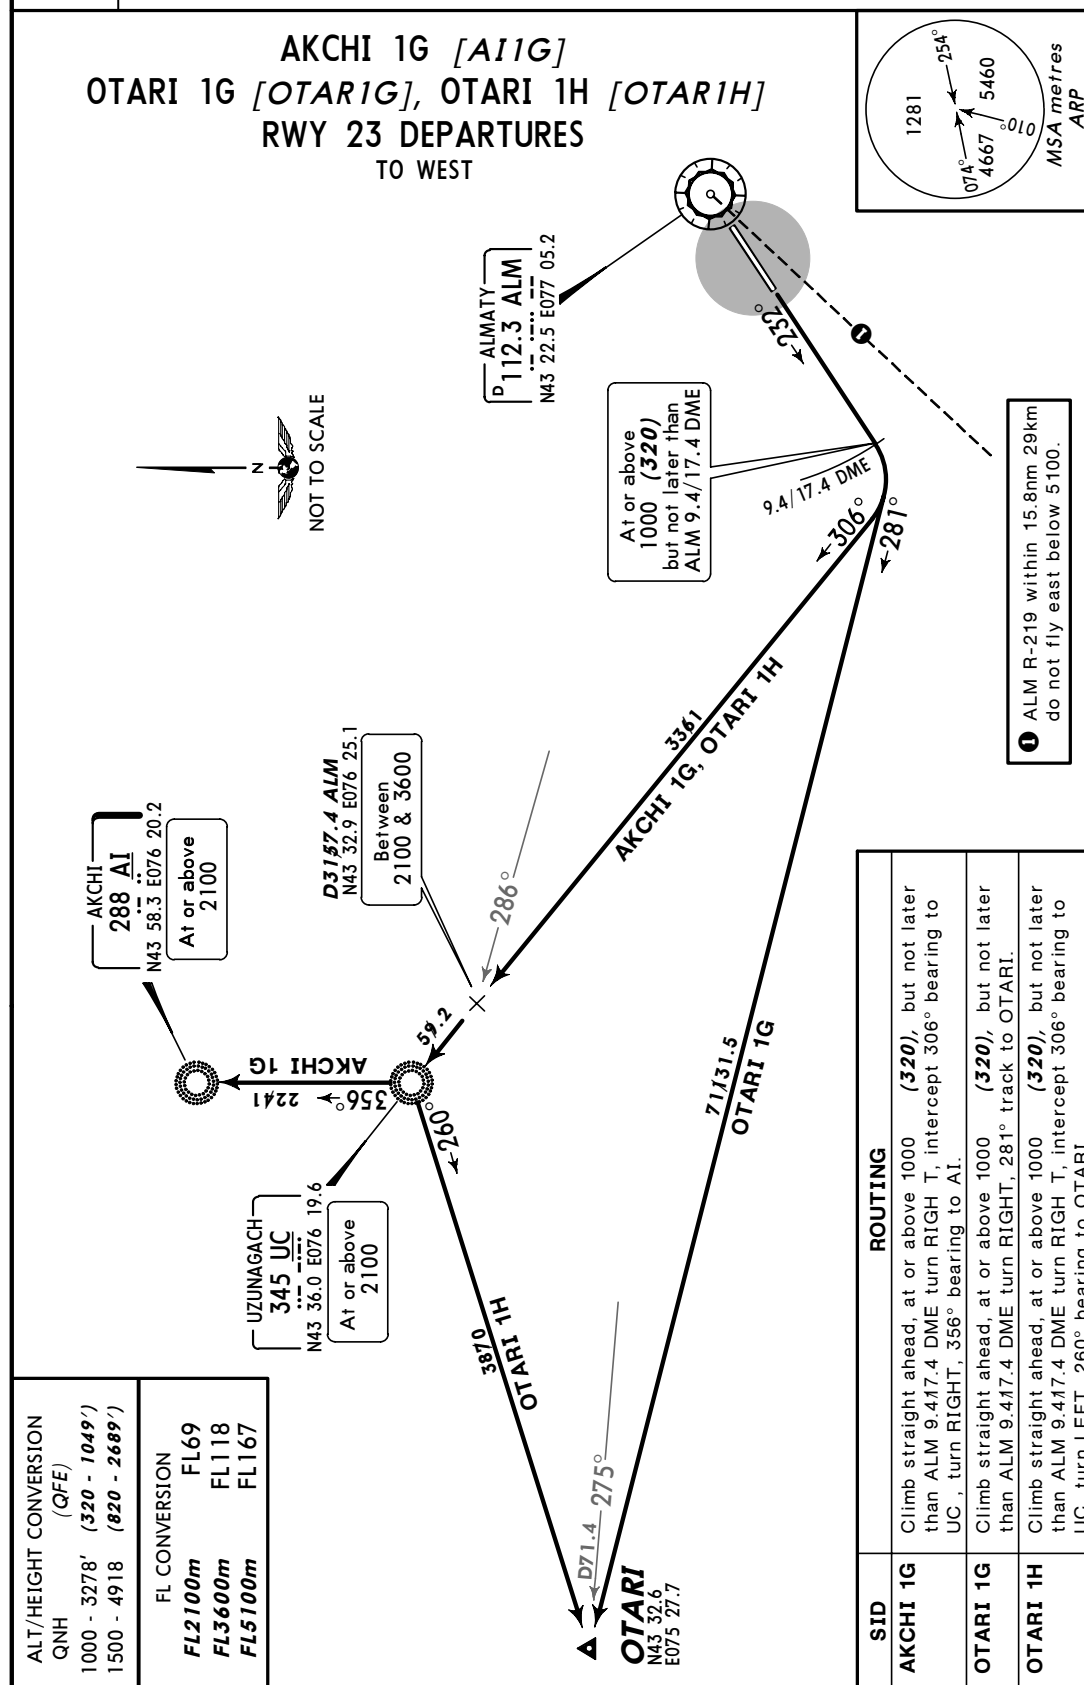 AKCHI 1G [AI1G]
OTARI 1G [OTAR1G], OTARI 1H [OTAR1H]
RWY 23 DEPARTURES
TO WEST
254°
5460
1281
010°
074°
4667
MSA metres
ARP
ALMATY
D
112.3 ALM
N43 22.5 E077 05.2
NOT TO SCALE
N
232°
At or above
1000 (320)
but not later than
ALM 9.4/17.4 DME
9.4/17.4 DME
306°
281°
1
1 ALM R-219 within 15.8nm 29km
do not fly east below 5100.
AKCHI
288 AI
N43 58.3 E076 20.2
At or above
2100
N43 32.9 E076 25.1
Between
2100 & 3600
286°
AKCHI 1G, OTARI 1H
AKCHI 1G
356°
260°
UZUNAGACH
345 UC
N43 36.0 E076 19.6
At or above
2100
OTARI 1G
OTARI 1H
D71.4
275°
OTARI
N43 32.6
E075 27.7
ALT/HEIGHT CONVERSION
QNH (QFE)
1000 - 3278' (320 - 1049')
1500 - 4918 (820 - 2689')
FL CONVERSION
FL2100m FL69
FL3600m FL118
FL5100m FL167
SID ROUTING
AKCHI 1G Climb straight ahead, at or above 1000 (320), but not later
than ALM 9.4/17.4 DME turn RIGH T, intercept 306° bearing to
UC , turn RIGHT, 356° bearing to AI.
OTARI 1G Climb straight ahead, at or above 1000 (320), but not later
than ALM 9.4/17.4 DME turn RIGHT, 281° track to OTARI.
OTARI 1H Climb straight ahead, at or above 1000 (320), but not later
than ALM 9.4/17.4 DME turn RIGH T, intercept 306° bearing to
UC, turn LEFT, 260° bearing to OTARI.